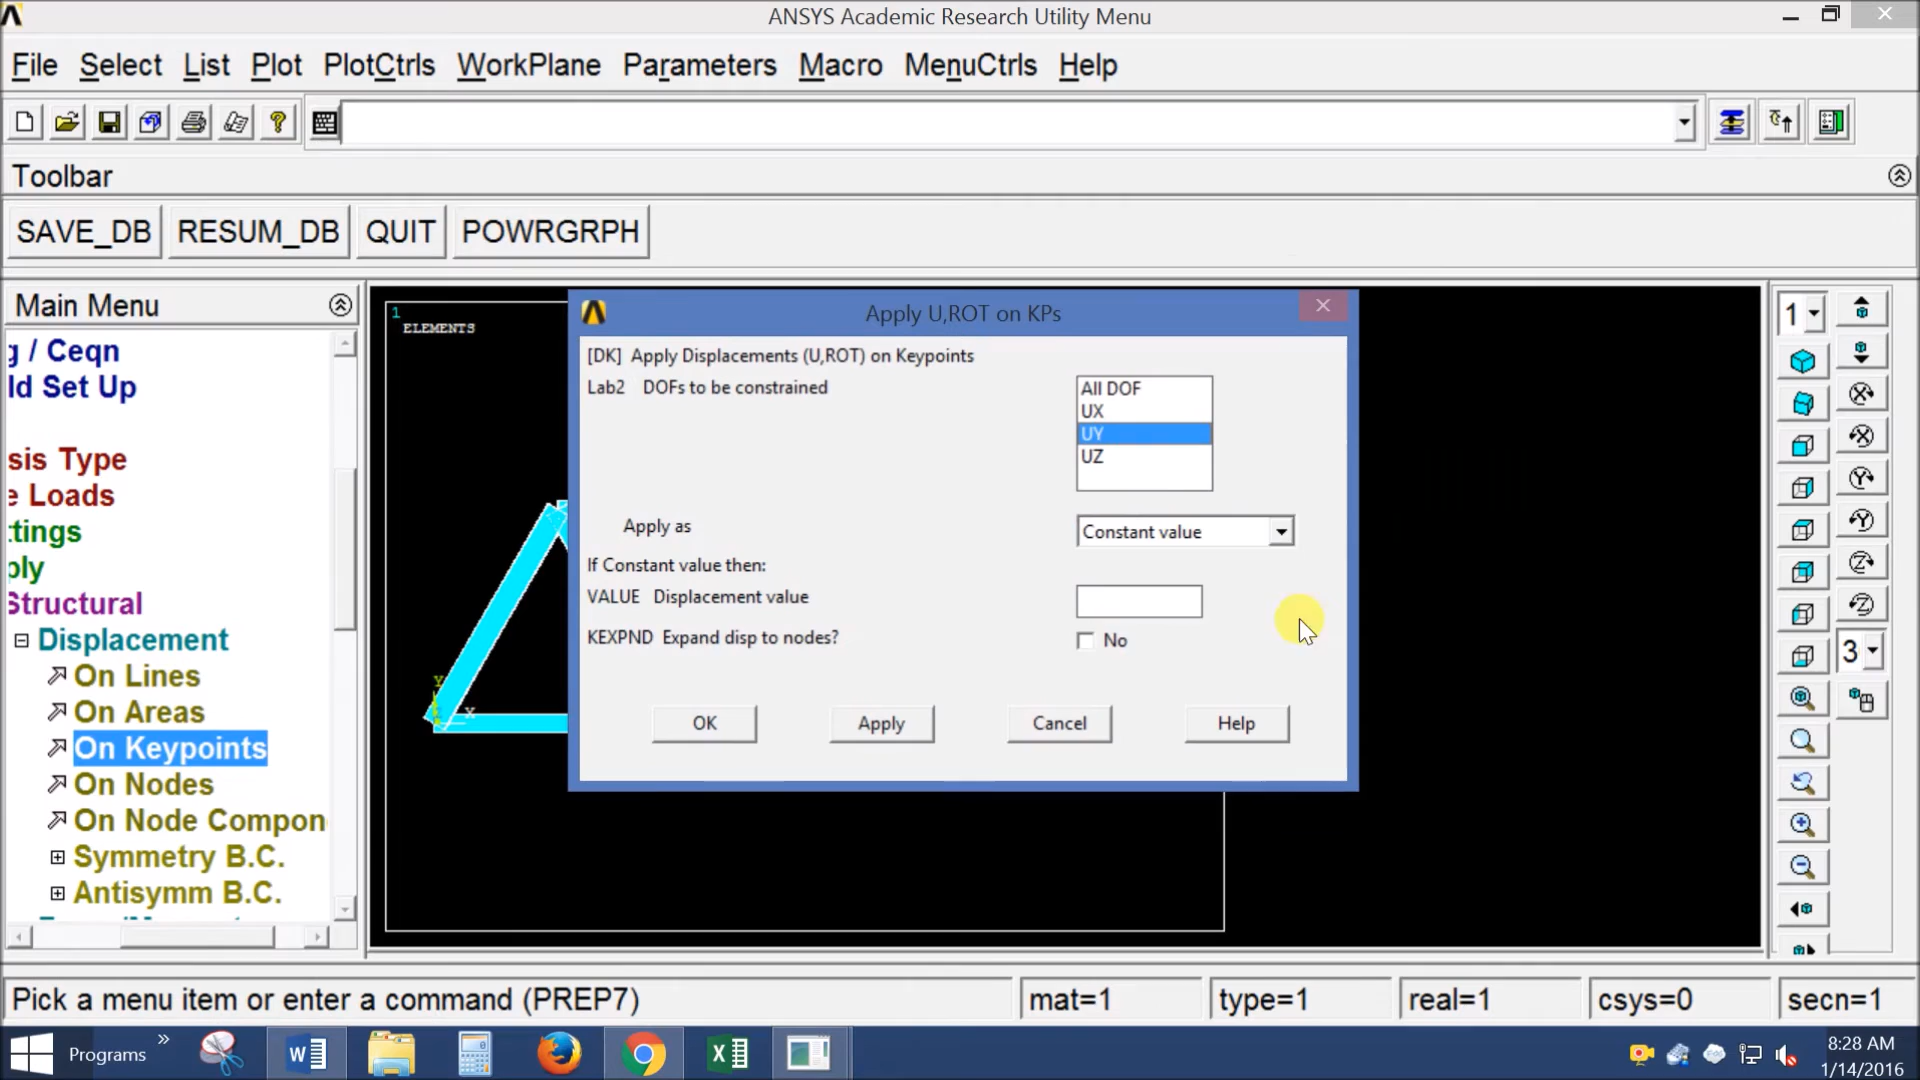 ANSYS Academic Research Utility Menu
File Select List Plot PlotCtrls WorkPlane Parameters Macro MenuCtrls Help
Toolbar
SAVE_DB RESUM_DB QUIT POWRGRPH
Main Menu
g / Ceqn
ld Set Up
sis Type
e Loads
ttings
ply
Structural
Displacement
On Lines
On Areas
On Keypoints
On Nodes
On Node Compon
Symmetry B.C.
Antisymm B.C.
1
ELEMENTS
Y
X
Apply U,ROT on KPs
[DK] Apply Displacements (U,ROT) on Keypoints
Lab2 DOFs to be constrained
All DOF
UX
UY
UZ
Apply as
Constant value
If Constant value then:
VALUE Displacement value
KEXPND Expand disp to nodes?
No
OK Apply Cancel Help
1
3
Pick a menu item or enter a command (PREP7)
mat=1
type=1
real=1
csys=0
secn=1
Programs
8:28 AM
1/14/2016